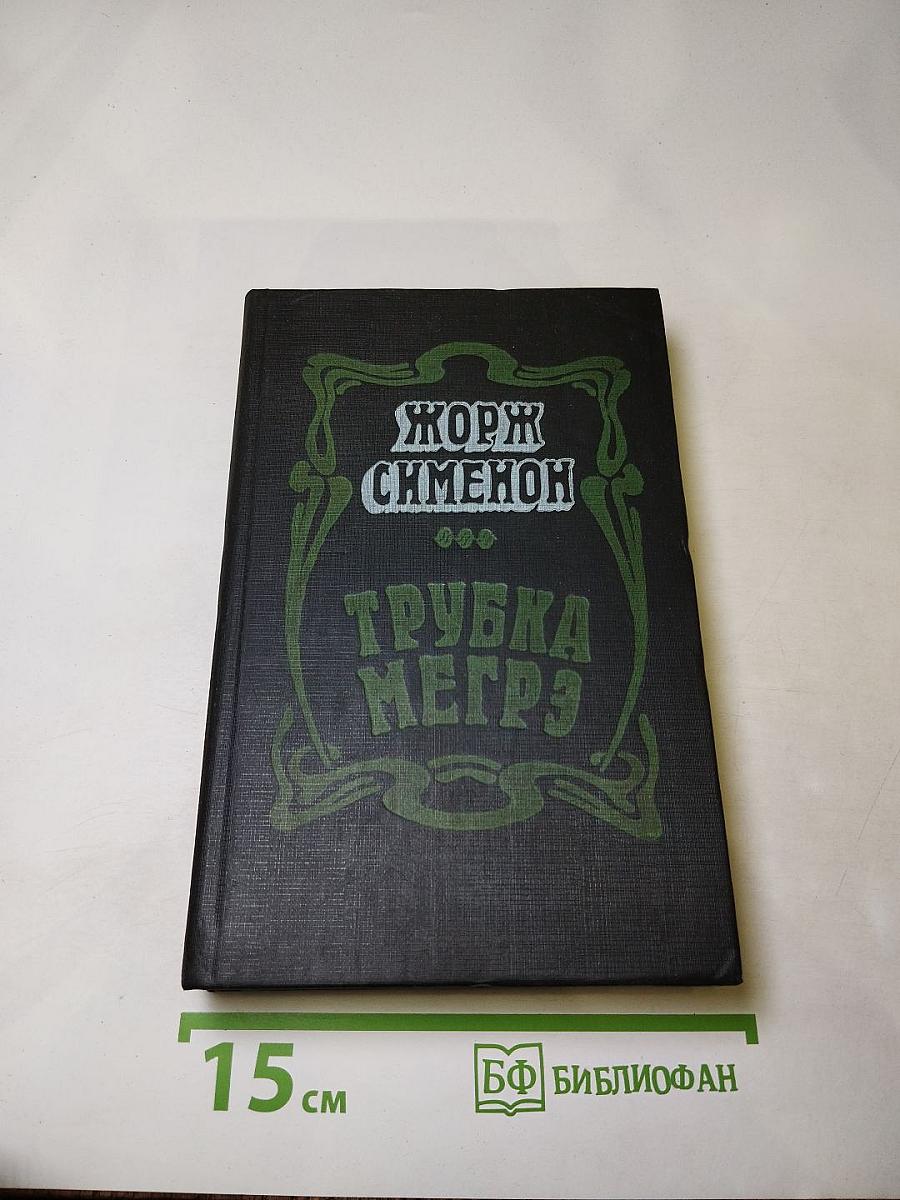 ЖОРЖ
СИМЕНОН
ТРУБКА
МЕГРЭ
15 см
БФ БИБЛИОФАН